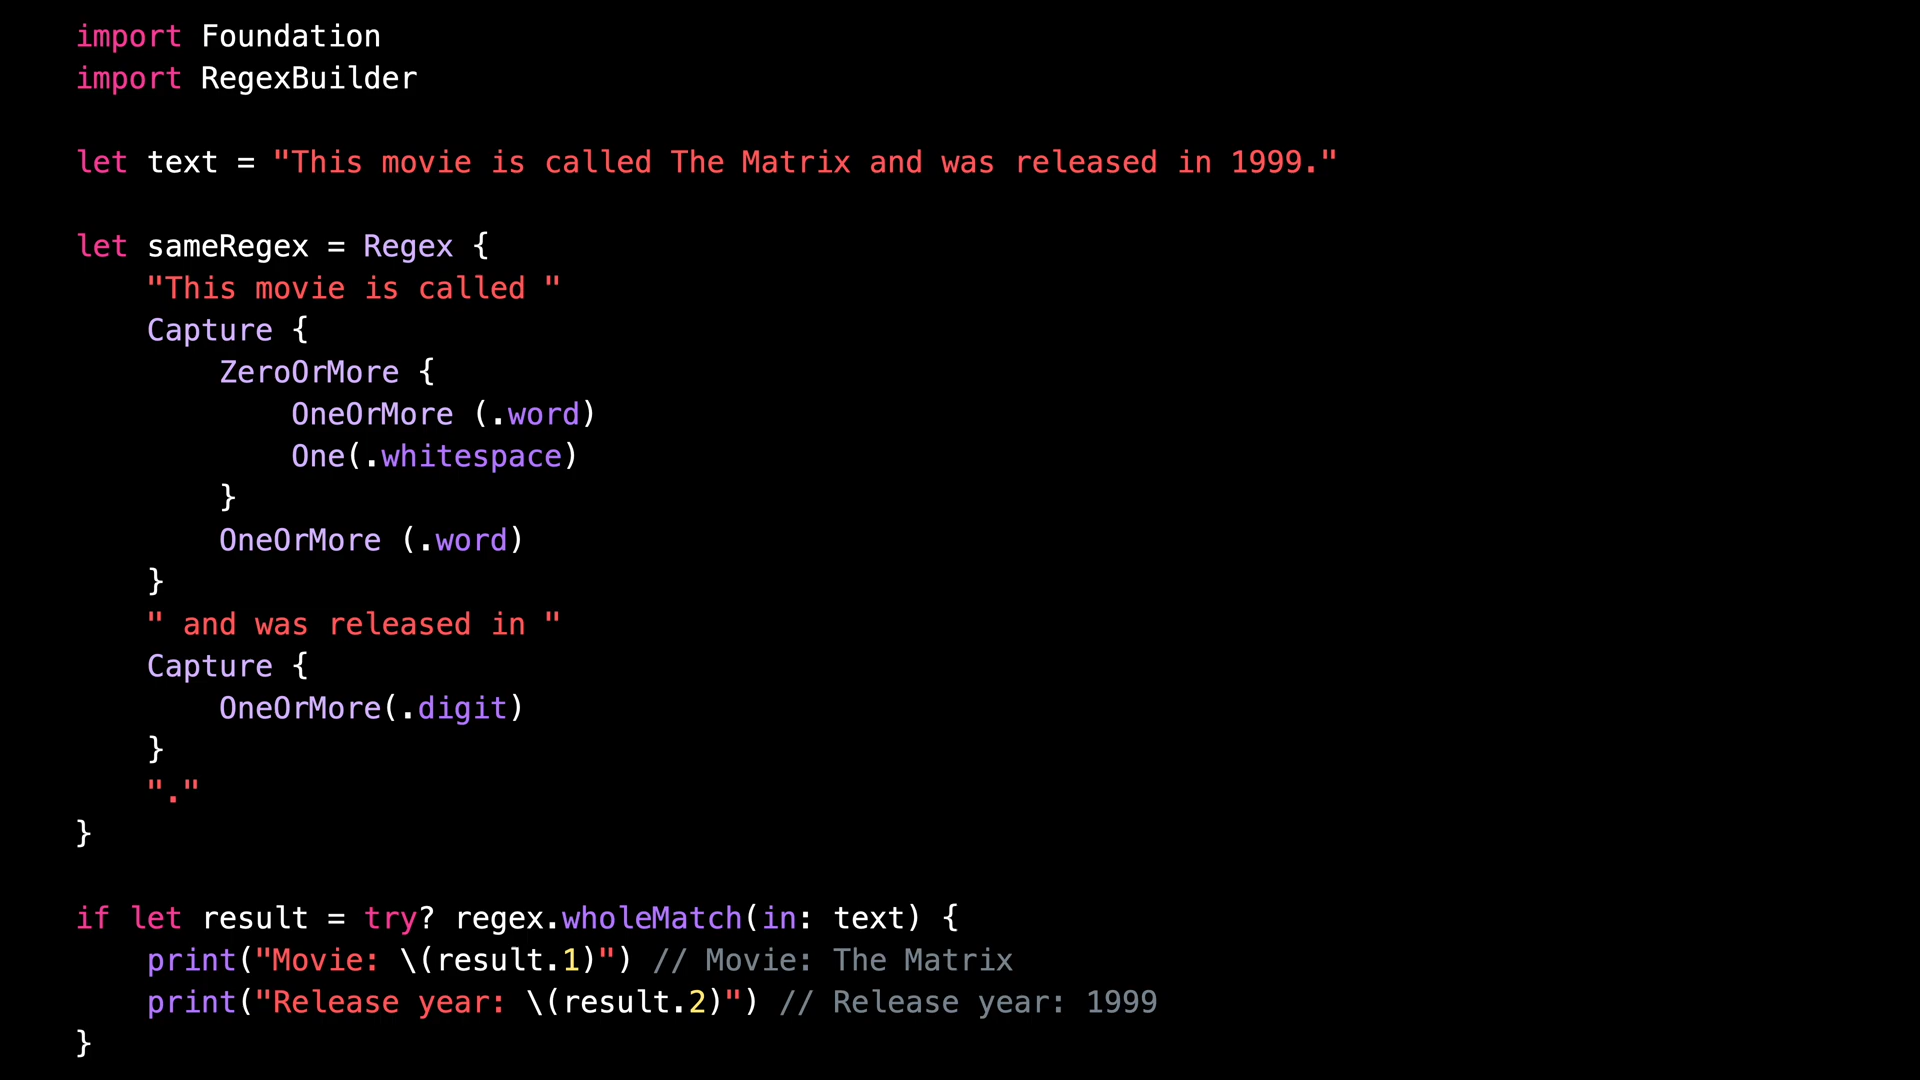 import Foundation
import RegexBuilder

let text = "This movie is called The Matrix and was released in 1999."

let sameRegex = Regex {
    "This movie is called "
    Capture {
        ZeroOrMore {
            OneOrMore (.word)
            One(.whitespace)
        }
        OneOrMore (.word)
    }
    " and was released in "
    Capture {
        OneOrMore(.digit)
    }
    "."
}

if let result = try? regex.wholeMatch(in: text) {
    print("Movie: \(result.1)") // Movie: The Matrix
    print("Release year: \(result.2)") // Release year: 1999
}